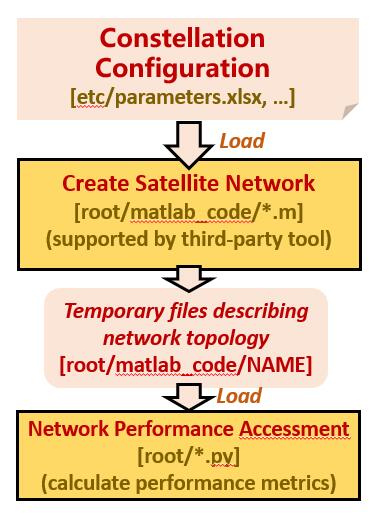 Constellation
Configuration
[etc/parameters.xlsx, ...]
Load
Create Satellite Network
[root/matlab_code/*.m]
(supported by third-party tool)
Temporary files describing
network topology
[root/matlab_code/NAME]
Load
Network Performance Assessment
[root/*.py]
(calculate performance metrics)